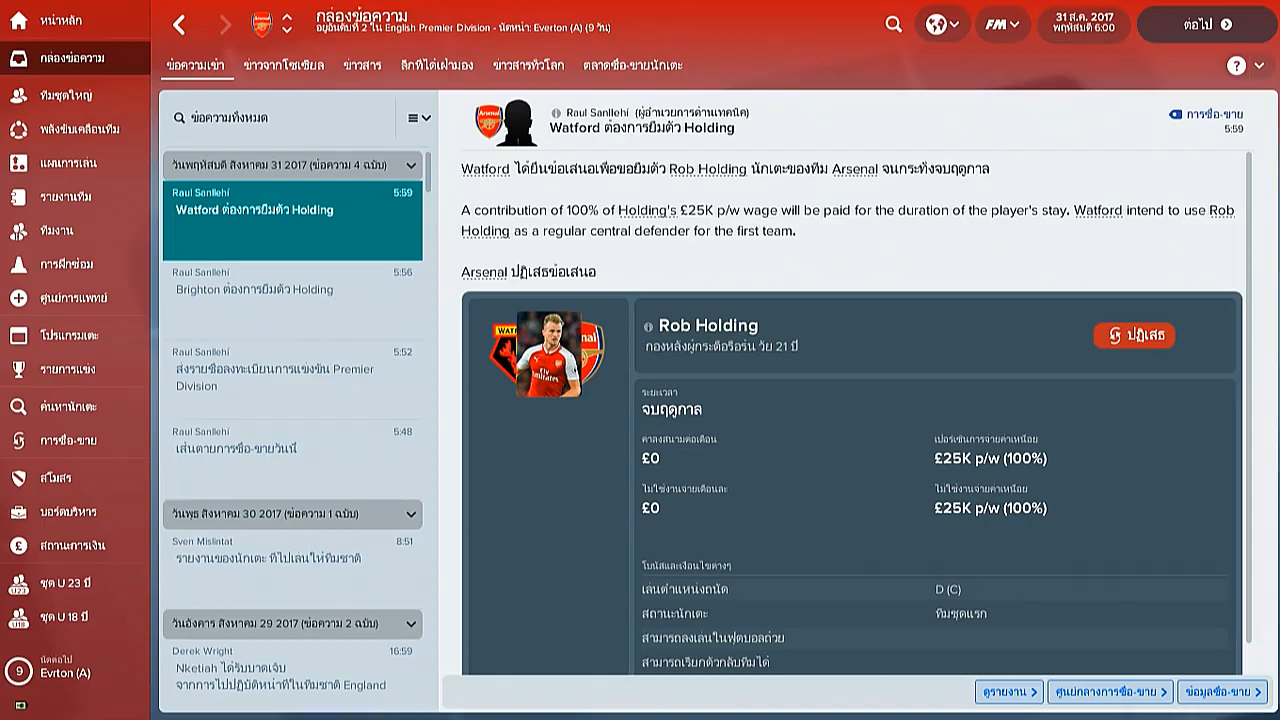 หน้าหลัก
กล่องข้อความ
ทีมชุดใหญ่
พลังขับเคลื่อนทีม
แผนการเล่น
รายงานทีม
ทีมงาน
การฝึกซ้อม
ศูนย์การแพทย์
โปรแกรมเตะ
รายการแข่ง
ค้นหานักเตะ
การซื้อ-ขาย
สโมสร
บอร์ดบริหาร
สถานะการเงิน
ชุด U 23 ปี
ชุด U 18 ปี
9
นัดต่อไป
Evrton (A)
กล่องข้อความ
อยู่อันดับที่ 2 ใน English Premier Division - นัดหน้า: Everton (A) (9 วัน)
FM
31 ส.ค. 2017
พฤหัสบดี 6:00
ต่อไป
ข้อความเข้า
ข่าวจากโซเชียล
ข่าวสาร
ลีกที่ได้เฝ้ามอง
ข่าวสารทั่วโลก
ตลาดซื้อ-ขายนักเตะ
?
ข้อความทั้งหมด
วันพฤหัสบดี สิงหาคม 31 2017 (ข้อความ 4 ฉบับ)
Raul Sanllehí 5:59
Watford ต้องการยืมตัว Holding
Raul Sanllehí 5:56
Brighton ต้องการยืมตัว Holding
Raul Sanllehí 5:52
ส่งรายชื่อลงทะเบียนการแข่งขัน Premier
Division
Raul Sanllehí 5:48
เส้นตายการซื้อ-ขายวันนี้
วันพุธ สิงหาคม 30 2017 (ข้อความ 1 ฉบับ)
Sven Mislintat 8:51
รายงานของนักเตะ ที่ไปเล่นให้ทีมชาติ
วันอังคาร สิงหาคม 29 2017 (ข้อความ 2 ฉบับ)
Derek Wright 16:59
Nketiah ได้รับบาดเจ็บ
จากการไปปฏิบัติหน้าที่ในทีมชาติ England
Raul Sanllehí (ผู้อำนวยการด้านเทคนิค)
Watford ต้องการยืมตัว Holding
การซื้อ-ขาย
5:59
Watford ได้ยื่นข้อเสนอเพื่อขอยืมตัว Rob Holding นักเตะของทีม Arsenal จนกระทั่งจบฤดูกาล
A contribution of 100% of Holding's £25K p/w wage will be paid for the duration of the player's stay. Watford intend to use Rob
Holding as a regular central defender for the first team.
Arsenal ปฏิเสธข้อเสนอ
Rob Holding
กองหลังผู้กระตือรือร้น วัย 21 ปี
ปฏิเสธ
ระยะเวลา
จบฤดูกาล
ค่าลงสนามต่อเดือน
£0
เปอร์เซ็นการจ่ายค่าเหนื่อย
£25K p/w (100%)
ไม่ใช้งานจ่ายเดือนละ
£0
ไม่ใช้งานจ่ายค่าเหนื่อย
£25K p/w (100%)
โบนัสและเงื่อนไขต่างๆ
เล่นตำแหน่งถนัด D (C)
สถานะนักเตะ ทีมชุดแรก
สามารถลงเล่นในฟุตบอลถ้วย
สามารถเรียกตัวกลับทีมได้
ดูรายงาน
ศูนย์กลางการซื้อ-ขาย
ข้อมูลซื้อ-ขาย